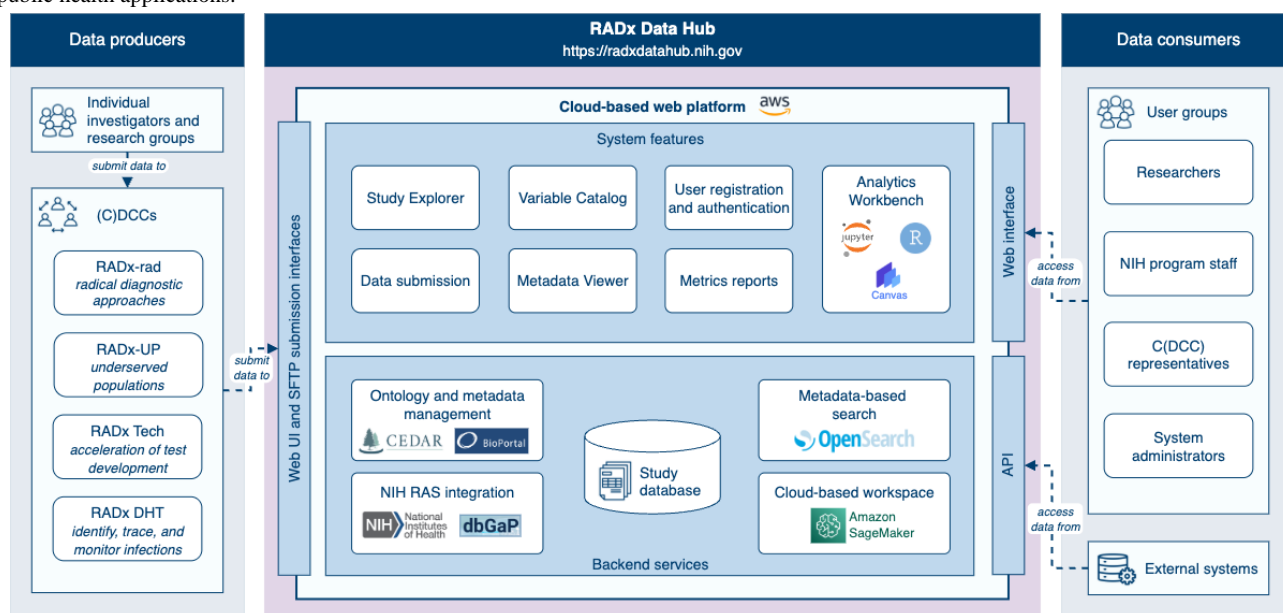 public health applications.
Data producers
Individual
investigators and
research groups
submit data to
(C)DCCs
RADx-rad
radical diagnostic
approaches
RADx-UP
underserved
populations
RADx Tech
acceleration of test
development
RADx DHT
identify, trace, and
monitor infections
submit
data to
RADx Data Hub
https://radxdatahub.nih.gov
Cloud-based web platform
aws
Web UI and SFTP submission interfaces
System features
Study Explorer
Variable Catalog
User registration
and authentication
Analytics
Workbench
jupyter
R
Canvas
Data submission
Metadata Viewer
Metrics reports
Ontology and metadata
management
CEDAR
BioPortal
Metadata-based
search
OpenSearch
Study
database
NIH RAS integration
NIH
National
Institutes
of Health
dbGaP
Cloud-based workspace
Amazon
SageMaker
Backend services
Web interface
API
access
data from
access
data from
Data consumers
User groups
Researchers
NIH program staff
C(DCC)
representatives
System
administrators
External systems